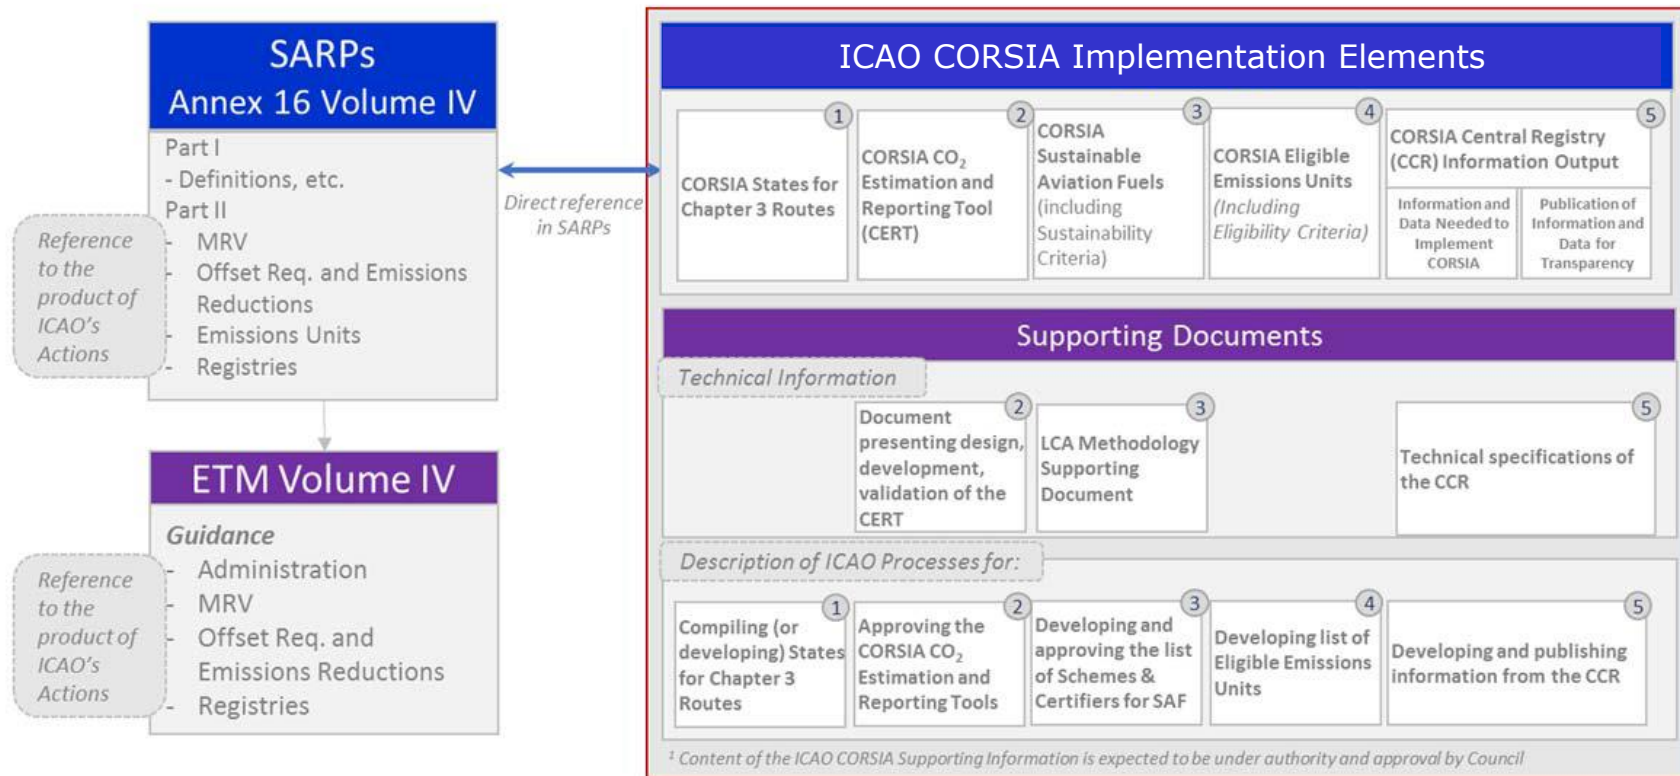 SARPs
Annex 16 Volume IV
Part I
- Definitions, etc.
Part II
- MRV
- Offset Req. and Emissions
Reductions
- Emissions Units
- Registries
Reference
to the
product of
ICAO's
Actions
Direct reference
in SARPs
ETM Volume IV
Guidance
- Administration
- MRV
- Offset Req. and
Emissions Reductions
- Registries
Reference
to the
product of
ICAO's
Actions
ICAO CORSIA Implementation Elements
1
CORSIA States for
Chapter 3 Routes
2
CORSIA CO₂
Estimation and
Reporting Tool
(CERT)
3
CORSIA
Sustainable
Aviation Fuels
(including
Sustainability
Criteria)
4
CORSIA Eligible
Emissions Units
(Including
Eligibility Criteria)
5
CORSIA Central Registry
(CCR) Information Output
Information and
Data Needed to
Implement
CORSIA
Publication of
Information and
Data for
Transparency
Supporting Documents
Technical Information
2
Document
presenting design,
development,
validation of the
CERT
3
LCA Methodology
Supporting
Document
5
Technical specifications of
the CCR
Description of ICAO Processes for:
1
Compiling (or
developing) States
for Chapter 3
Routes
2
Approving the
CORSIA CO₂
Estimation and
Reporting Tools
3
Developing and
approving the list
of Schemes &
Certifiers for SAF
4
Developing list of
Eligible Emissions
Units
5
Developing and publishing
information from the CCR
¹ Content of the ICAO CORSIA Supporting Information is expected to be under authority and approval by Council